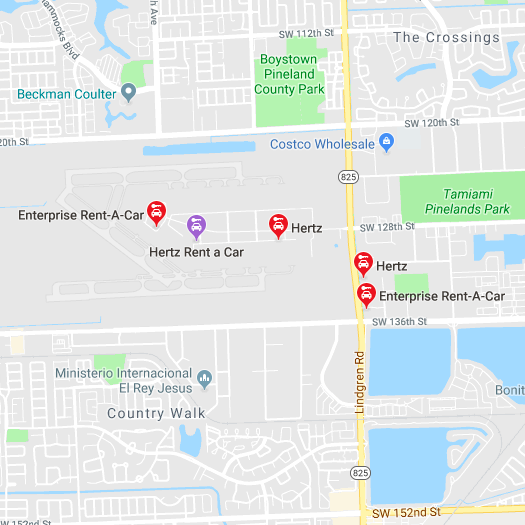 Hammocks Blvd
h Ave
SW 112th St
The Crossings
Boystown
Pineland
County Park
Beckman Coulter
SW 120th St
20th St
Costco Wholesale
825
Tamiami
Pinelands Park
Enterprise Rent-A-Car
Hertz
SW 128th St
Hertz Rent a Car
Hertz
Enterprise Rent-A-Car
SW 136th St
Lindgren Rd
Ministerio Internacional
El Rey Jesus
Bonit
Country Walk
825
SW 152nd St
W 152nd St